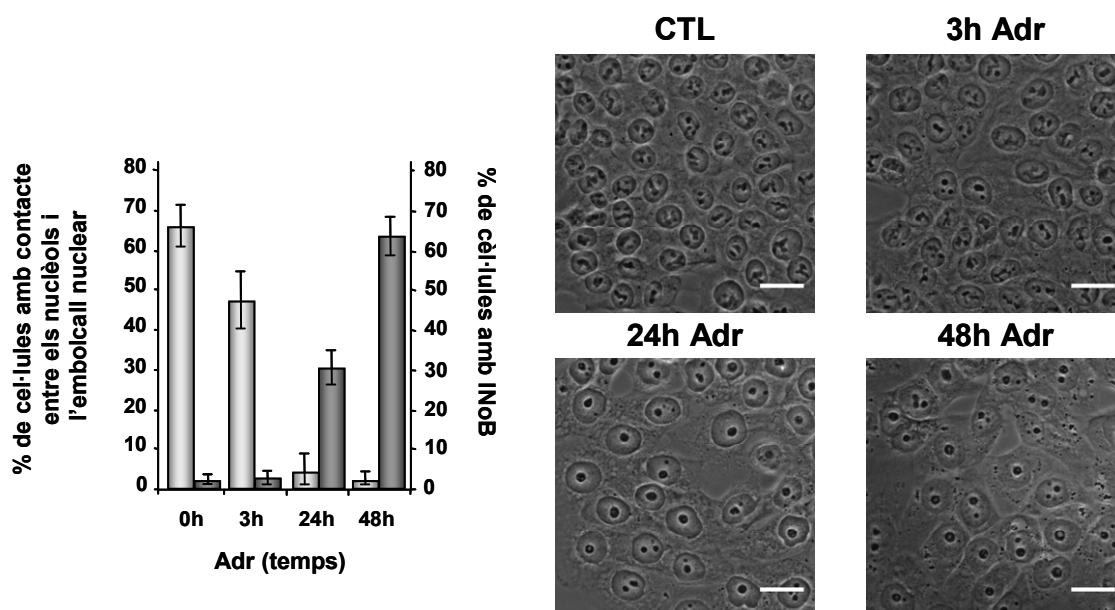 % de cel·lules amb contacte
entre els nuclèols i
l'embolcall nuclear
80
70
60
50
40
30
20
10
0
80
70
60
50
40
30
20
10
0
% de cèl·lules amb INoB
0h
3h
24h
48h
Adr (temps)
CTL
3h Adr
24h Adr
48h Adr